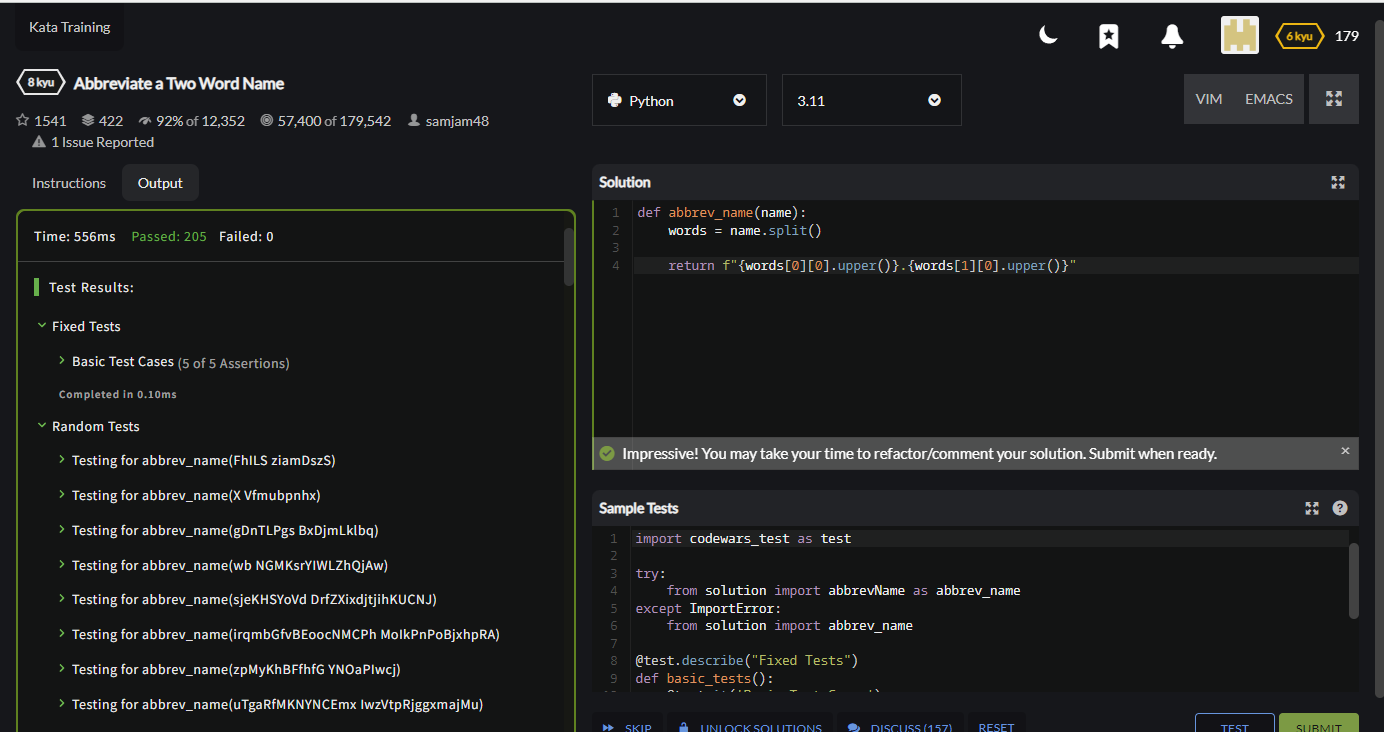 Kata Training
6 kyu 179
8 kyu Abbreviate a Two Word Name
1541 422 92% of 12,352 57,400 of 179,542 samjam48
1 Issue Reported
Instructions Output
Time: 556ms Passed: 205 Failed: 0
Test Results:
Fixed Tests
Basic Test Cases (5 of 5 Assertions)
Completed in 0.10ms
Random Tests
Testing for abbrev_name(FhILS ziamDszS)
Testing for abbrev_name(X Vfmubpnhx)
Testing for abbrev_name(gDnTLPgs BxDjmLklbq)
Testing for abbrev_name(wb NGMKsrYIWLZhQjAw)
Testing for abbrev_name(sjeKHSYoVd DrfZXixdjtjihKUCNJ)
Testing for abbrev_name(irqmbGfvBEoocNMCPh MoIkPnPoBjxhpRA)
Testing for abbrev_name(zpMyKhBFfhfG YNOaPIwcj)
Testing for abbrev_name(uTgaRfMKNYNCEmx IwzVtpRjggxmajMu)
Python 3.11 VIM EMACS
Solution
1 def abbrev_name(name):
2     words = name.split()
3
4     return f"{words[0][0].upper()}.{words[1][0].upper()}"
Impressive! You may take your time to refactor/comment your solution. Submit when ready. ×
Sample Tests ?
1 import codewars_test as test
2
3 try:
4     from solution import abbrevName as abbrev_name
5 except ImportError:
6     from solution import abbrev_name
7
8 @test.describe("Fixed Tests")
9 def basic_tests():
SKIP UNLOCK SOLUTIONS DISCUSS (157) RESET TEST SUBMIT